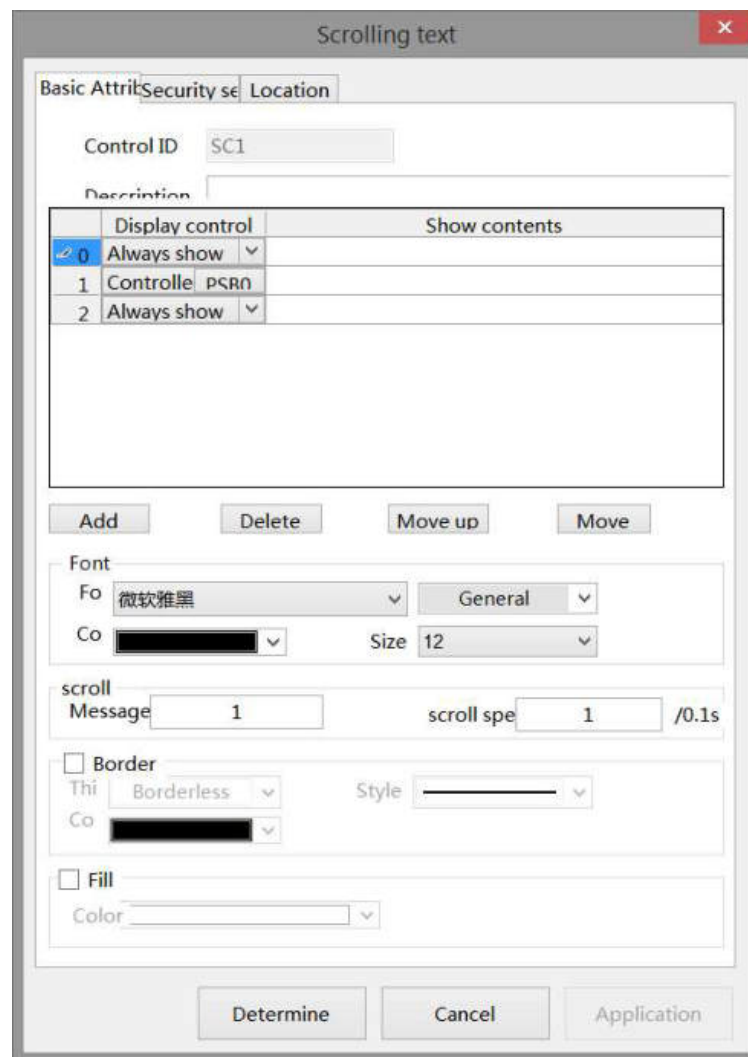 Scrolling text
Basic Attrib Security se Location
Control ID SC1
Description
Display control Show contents
0 Always show
1 Controlle PSB0
2 Always show
Add Delete Move up Move
Font
Fo 微软雅黑 General
Co Size 12
scroll
Message 1 scroll spe 1 /0.1s
Border
Thi Borderless Style
Co
Fill
Color
Determine Cancel Application